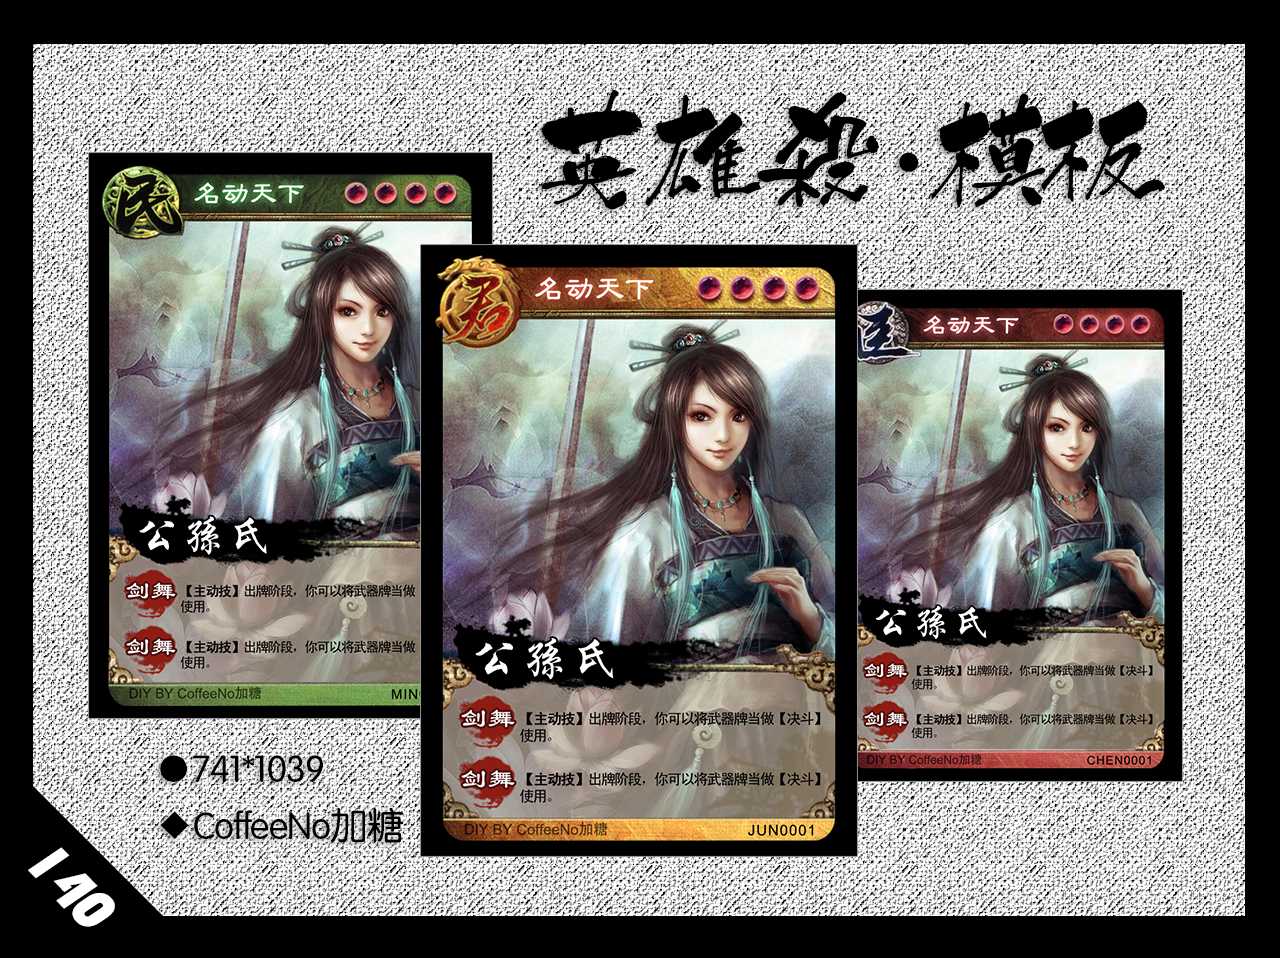 英雄殺·模板
民
名动天下
公孫氏
剑舞
【主动技】出牌阶段，你可以将武器牌当做
使用。
剑舞
【主动技】出牌阶段，你可以将武器牌当做
使用。
DIY BY CoffeeNo加糖
MIN
君
名动天下
公孫氏
剑舞
【主动技】出牌阶段，你可以将武器牌当做【决斗】
使用。
剑舞
【主动技】出牌阶段，你可以将武器牌当做【决斗】
使用。
DIY BY CoffeeNo加糖
JUN0001
名动天下
公孫氏
剑舞
【主动技】出牌阶段，你可以将武器牌当做【决斗】
使用。
剑舞
【主动技】出牌阶段，你可以将武器牌当做【决斗】
使用。
DIY BY CoffeeNo加糖
CHEN0001
●741*1039
◆CoffeeNo加糖
140